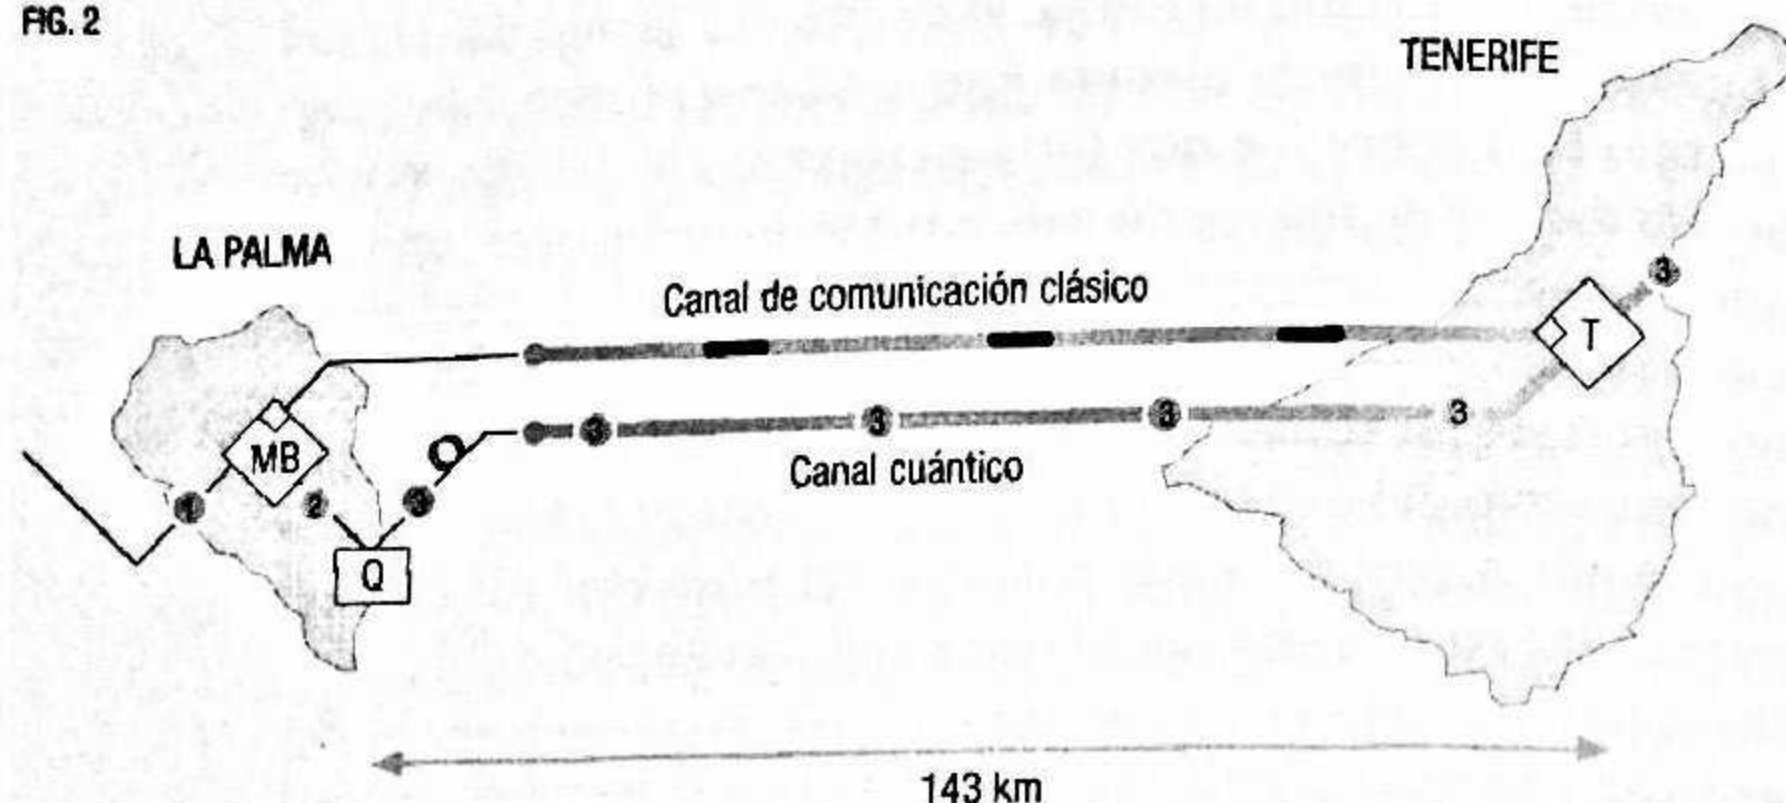 FIG. 2
TENERIFE
LA PALMA
Canal de comunicación clásico
3
T
3
3
3
3
MB
Canal cuántico
1
2
3
Q
143 km